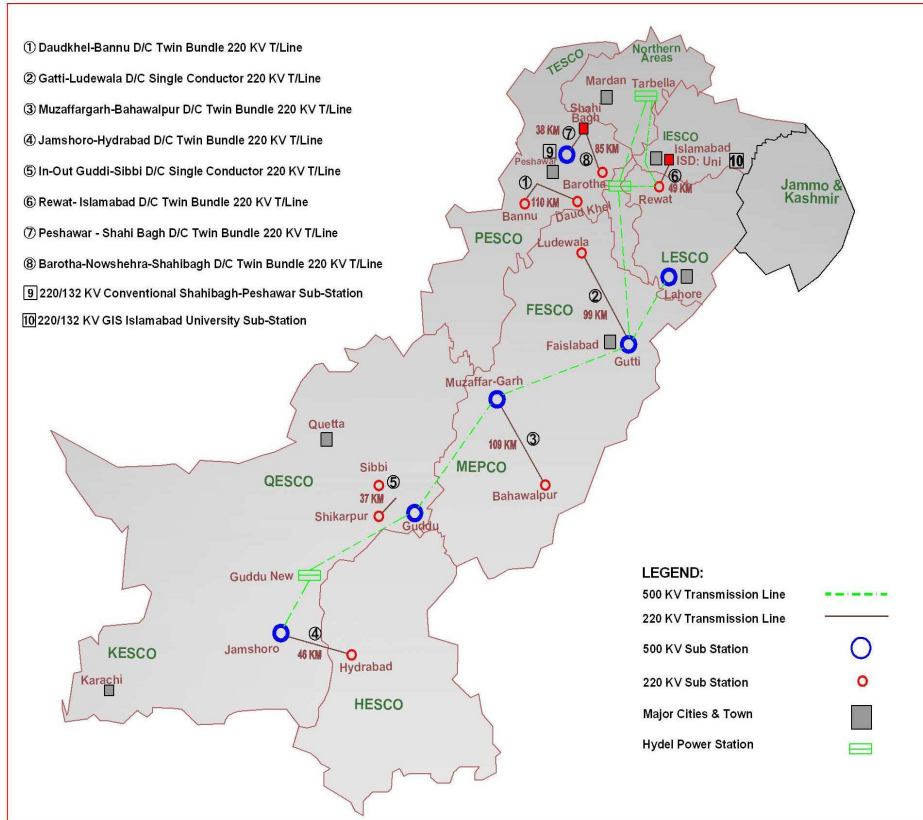 ① Daudkhel-Bannu D/C Twin Bundle 220 KV T/Line
② Gatti-Ludewala D/C Single Conductor 220 KV T/Line
③ Muzaffargarh-Bahawalpur D/C Twin Bundle 220 KV T/Line
④ Jamshoro-Hydrabad D/C Twin Bundle 220 KV T/Line
⑤ In-Out Guddi-Sibbi D/C Single Conductor 220 KV T/Line
⑥ Rewat- Islamabad D/C Twin Bundle 220 KV T/Line
⑦ Peshawar - Shahi Bagh D/C Twin Bundle 220 KV T/Line
⑧ Barotha-Nowshehra-Shahibagh D/C Twin Bundle 220 KV T/Line
9 220/132 KV Conventional Shahibagh-Peshawar Sub-Station
10 220/132 KV GIS Islamabad University Sub-Station
TESCO
Northern
Areas
Mardan
Tarbella
Shahi
Bagh
38 KM
⑦
IESCO
Islamabad
ISD: Uni
10
9
Peshawar
⑧
85 KM
⑥
49 KM
①
110 KM
Barotha
Rewat
Bannu
Daud Khel
Jammo &
Kashmir
PESCO
Ludewala
LESCO
Lahore
②
FESCO
99 KM
Faislabad
Gutti
Muzaffar-Garh
Quetta
③
109 KM
MEPCO
Bahawalpur
QESCO
Sibbi
⑤
37 KM
Shikarpur
Guddu
Guddu New
④
Jamshoro
46 KM
Hydrabad
KESCO
Karachi
HESCO
LEGEND:
500 KV Transmission Line
220 KV Transmission Line
500 KV Sub Station
220 KV Sub Station
Major Cities & Town
Hydel Power Station